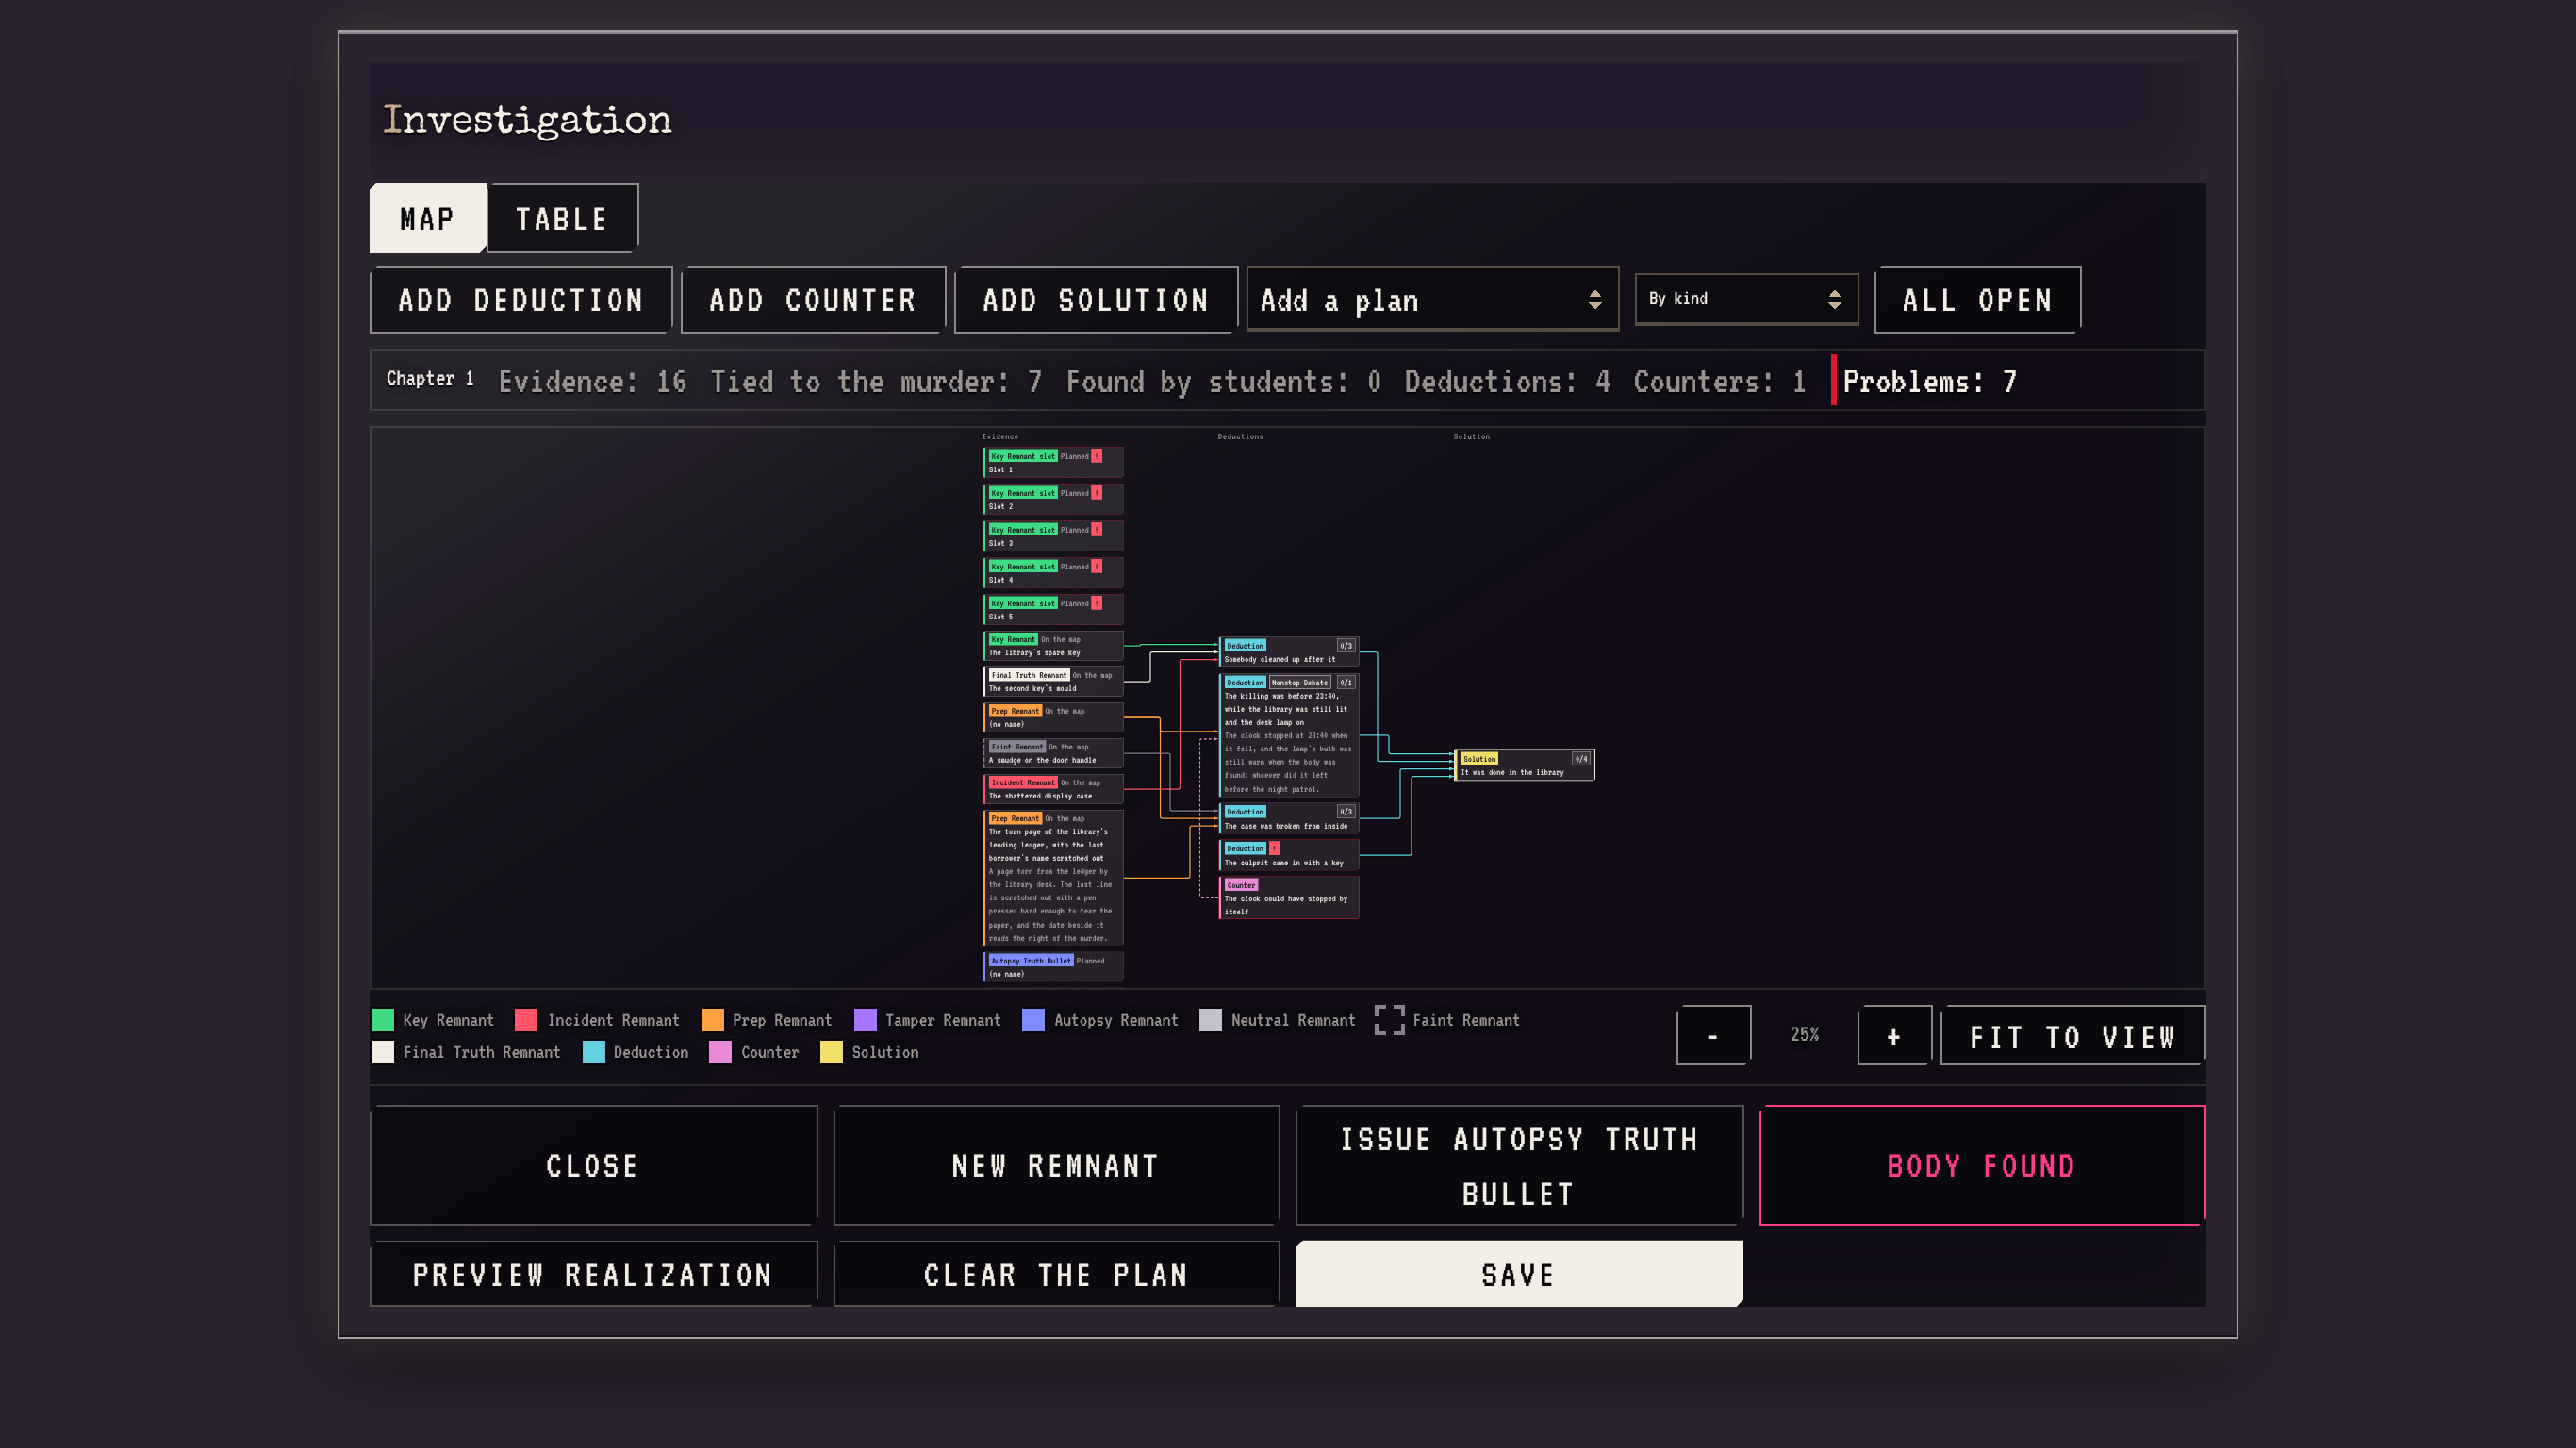 Investigation
MAP
TABLE
ADD DEDUCTION
ADD COUNTER
ADD SOLUTION
Add a plan
By kind
ALL OPEN
Chapter 1
Evidence: 16
Tied to the murder: 7
Found by students: 0
Deductions: 4
Counters: 1
Problems: 7
Evidence
Deductions
Solution
Key Remnant slot Planned !
Slot 1
Key Remnant slot Planned !
Slot 2
Key Remnant slot Planned !
Slot 3
Key Remnant slot Planned !
Slot 4
Key Remnant slot Planned !
Slot 5
Key Remnant On the map
The library's spare key
Final Truth Remnant On the map
The second key's mould
Prep Remnant On the map
(no name)
Faint Remnant On the map
A smudge on the door handle
Incident Remnant On the map
The shattered display case
Prep Remnant On the map
The torn page of the library's
lending ledger, with the last
borrower's name scratched out
A page torn from the ledger by
the library desk. The last line
is scratched out with a pen
pressed hard enough to tear the
paper, and the date beside it
reads the night of the murder.
Autopsy Truth Bullet Planned
(no name)
Deduction 0/3
Somebody cleaned up after it
Deduction Nonstop Debate 0/1
The killing was before 23:40,
while the library was still lit
and the desk lamp on
The clock stopped at 23:40 when
it fell, and the lamp's bulb was
still warm when the body was
found: whoever did it left
before the night patrol.
Deduction 0/3
The case was broken from inside
Deduction !
The culprit came in with a key
Counter
The clock could have stopped by
itself
Solution 0/4
It was done in the library
Key Remnant
Incident Remnant
Prep Remnant
Tamper Remnant
Autopsy Remnant
Neutral Remnant
Faint Remnant
Final Truth Remnant
Deduction
Counter
Solution
-
25%
+
FIT TO VIEW
CLOSE
NEW REMNANT
ISSUE AUTOPSY TRUTH
BULLET
BODY FOUND
PREVIEW REALIZATION
CLEAR THE PLAN
SAVE